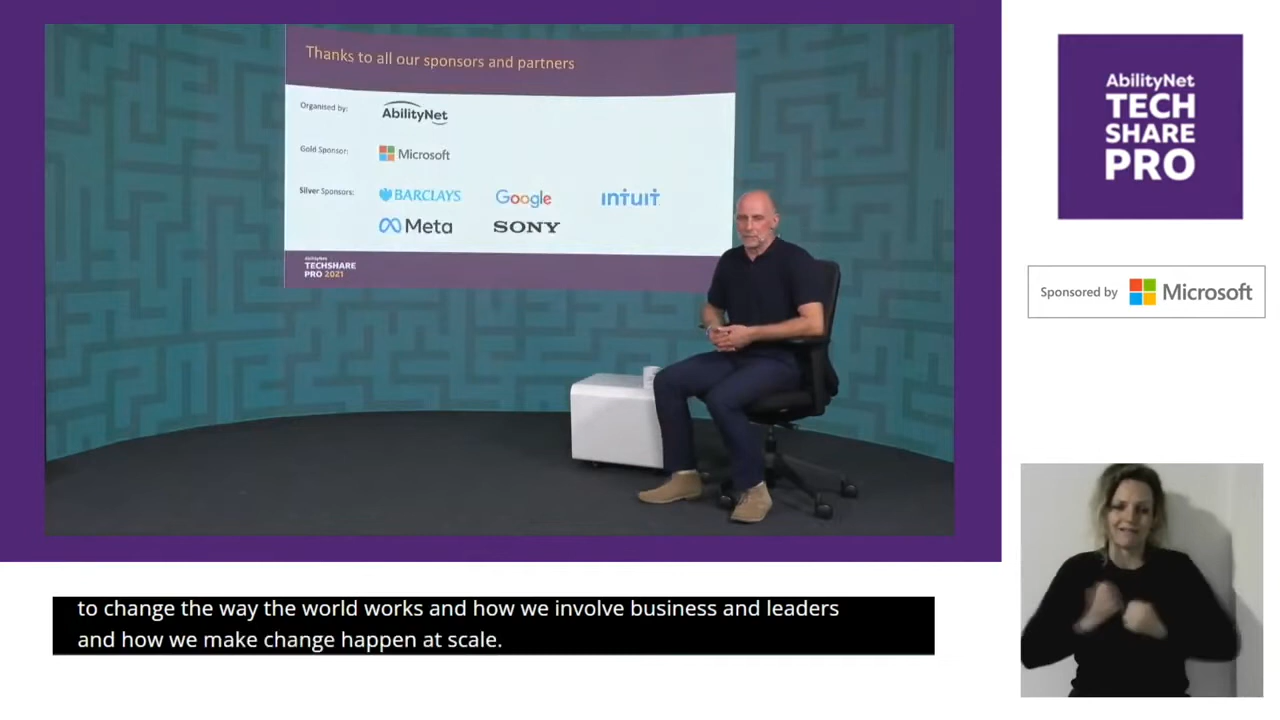 Thanks to all our sponsors and partners
Organised by:
AbilityNet
Gold Sponsor:
Microsoft
Silver Sponsors:
BARCLAYS
Google
INTUIT
Meta
SONY
AbilityNet
TECHSHARE
PRO 2021
AbilityNet
TECH
SHARE
PRO
Sponsored by Microsoft
to change the way the world works and how we involve business and leaders
and how we make change happen at scale.